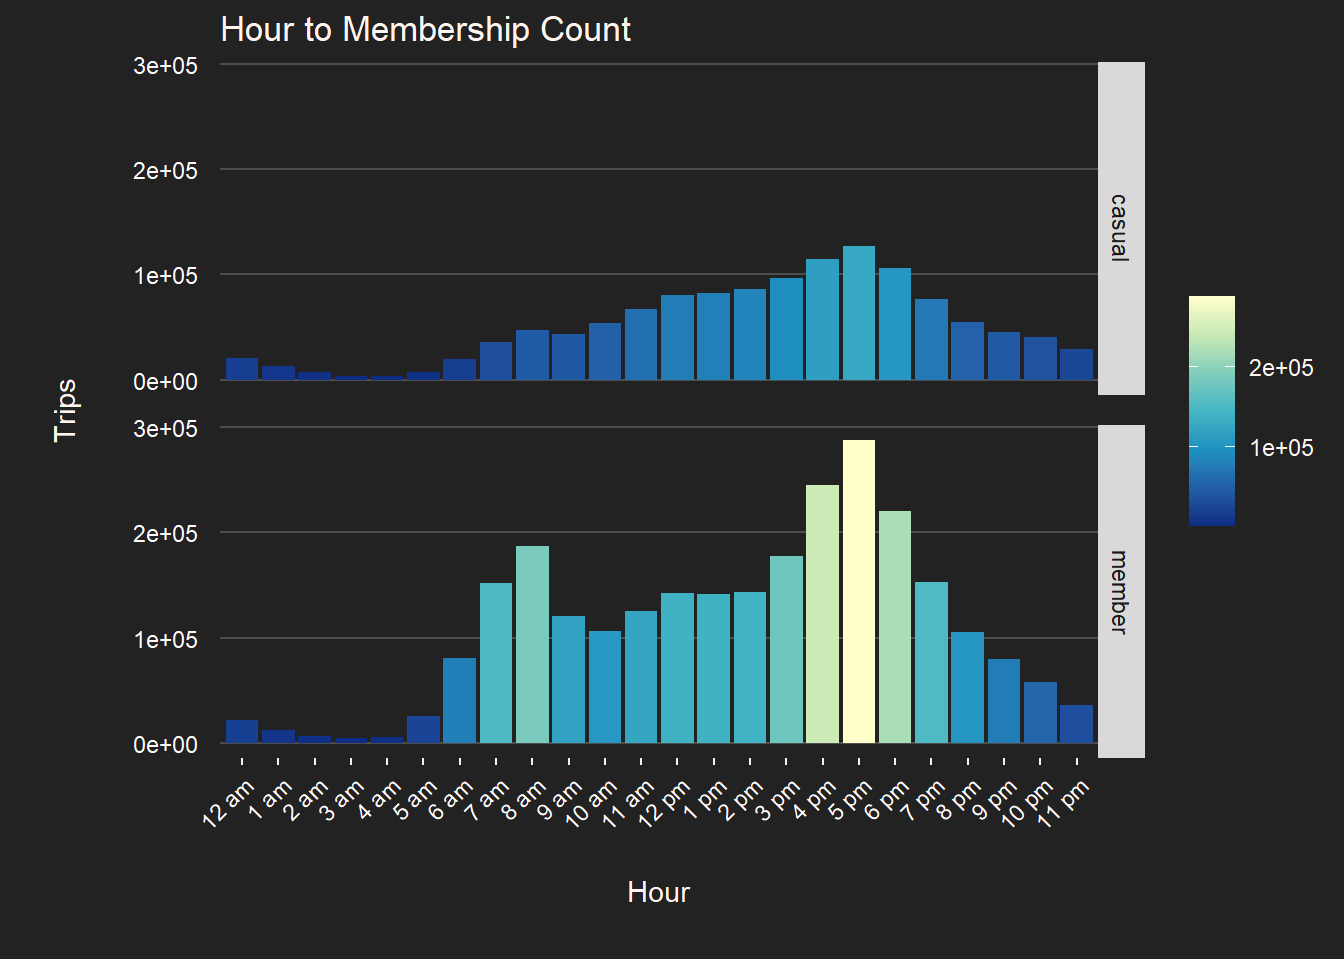 Hour to Membership Count
3e+05
2e+05
1e+05
0e+00
casual
3e+05
2e+05
1e+05
0e+00
member
Trips
12 am
1 am
2 am
3 am
4 am
5 am
6 am
7 am
8 am
9 am
10 am
11 am
12 pm
1 pm
2 pm
3 pm
4 pm
5 pm
6 pm
7 pm
8 pm
9 pm
10 pm
11 pm
Hour
2e+05
1e+05